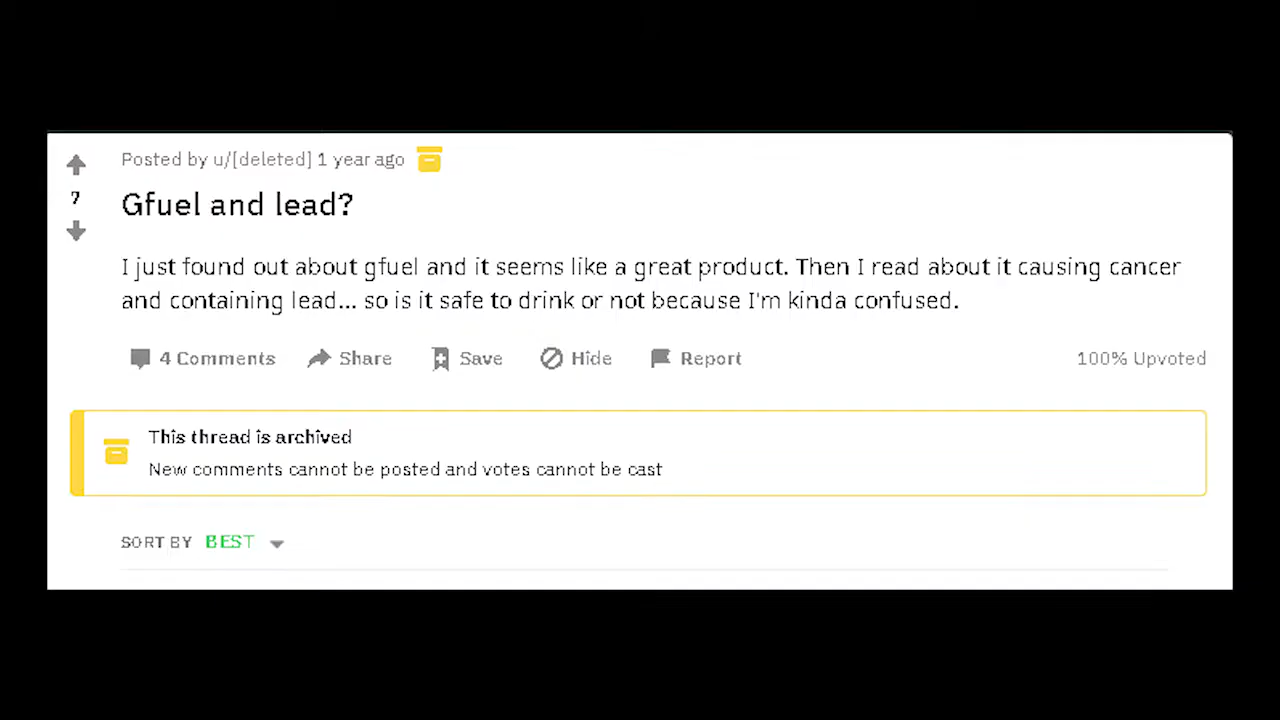 Posted by u/[deleted] 1 year ago
7
Gfuel and lead?
I just found out about gfuel and it seems like a great product. Then I read about it causing cancer
and containing lead... so is it safe to drink or not because I'm kinda confused.
4 Comments Share Save Hide Report 100% Upvoted
This thread is archived
New comments cannot be posted and votes cannot be cast
SORT BY BEST